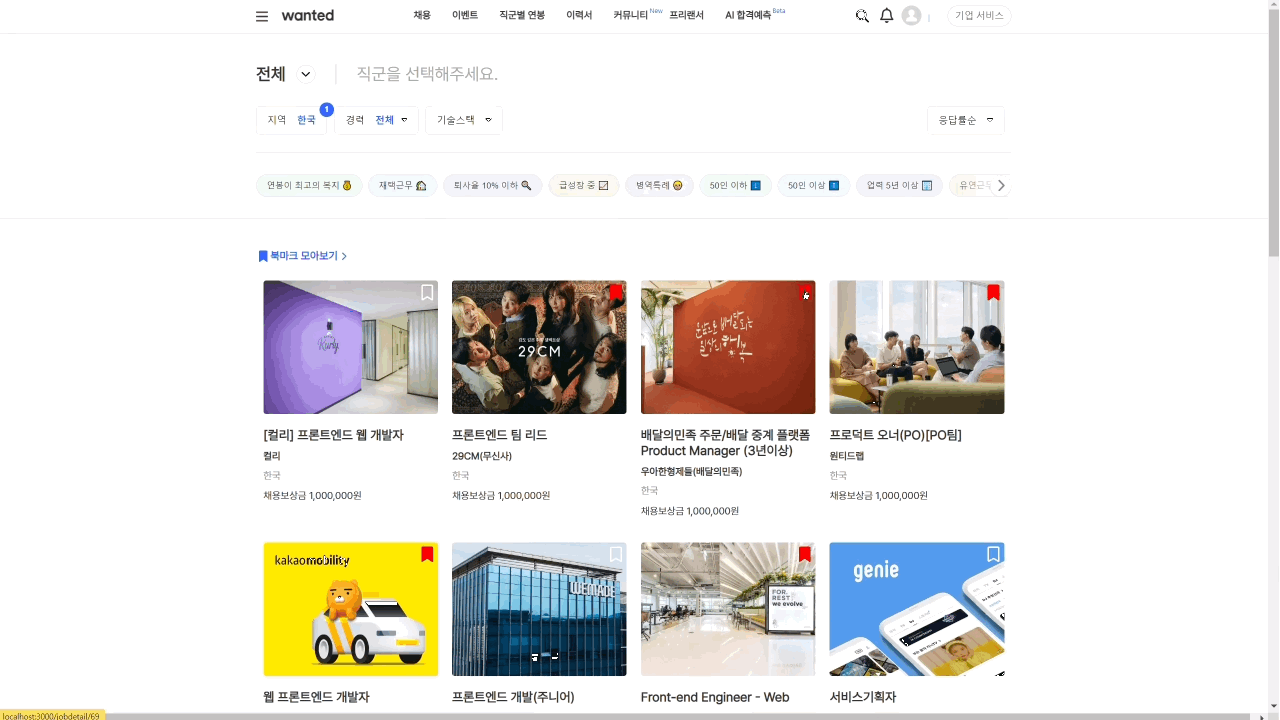 wanted
채용
이벤트
직군별 연봉
이력서
커뮤니티 New
프리랜서
AI 합격예측 Beta
기업 서비스
전체
직군을 선택해주세요.
지역 한국
1
경력 전체
기술스택
응답률순
연봉이 최고의 복지
재택근무
퇴사율 10% 이하
급성장 중
병역특례
50인 이하
50인 이상
업력 5년 이상
유연근무
북마크 모아보기
Kurly
29CM
[컬리] 프론트엔드 웹 개발자
컬리
한국
채용보상금 1,000,000원
프론트엔드 팀 리드
29CM(무신사)
한국
채용보상금 1,000,000원
배달의민족 주문/배달 중계 플랫폼
Product Manager (3년이상)
우아한형제들(배달의민족)
한국
채용보상금 1,000,000원
프로덕트 오너(PO)[PO팀]
원티드랩
한국
채용보상금 1,000,000원
kakaomobility
WEMADE
FOR.
REST
we evolve
genie
웹 프론트엔드 개발자
프론트엔드 개발(주니어)
Front-end Engineer - Web
서비스기획자
localhost:3000/jobdetail/69